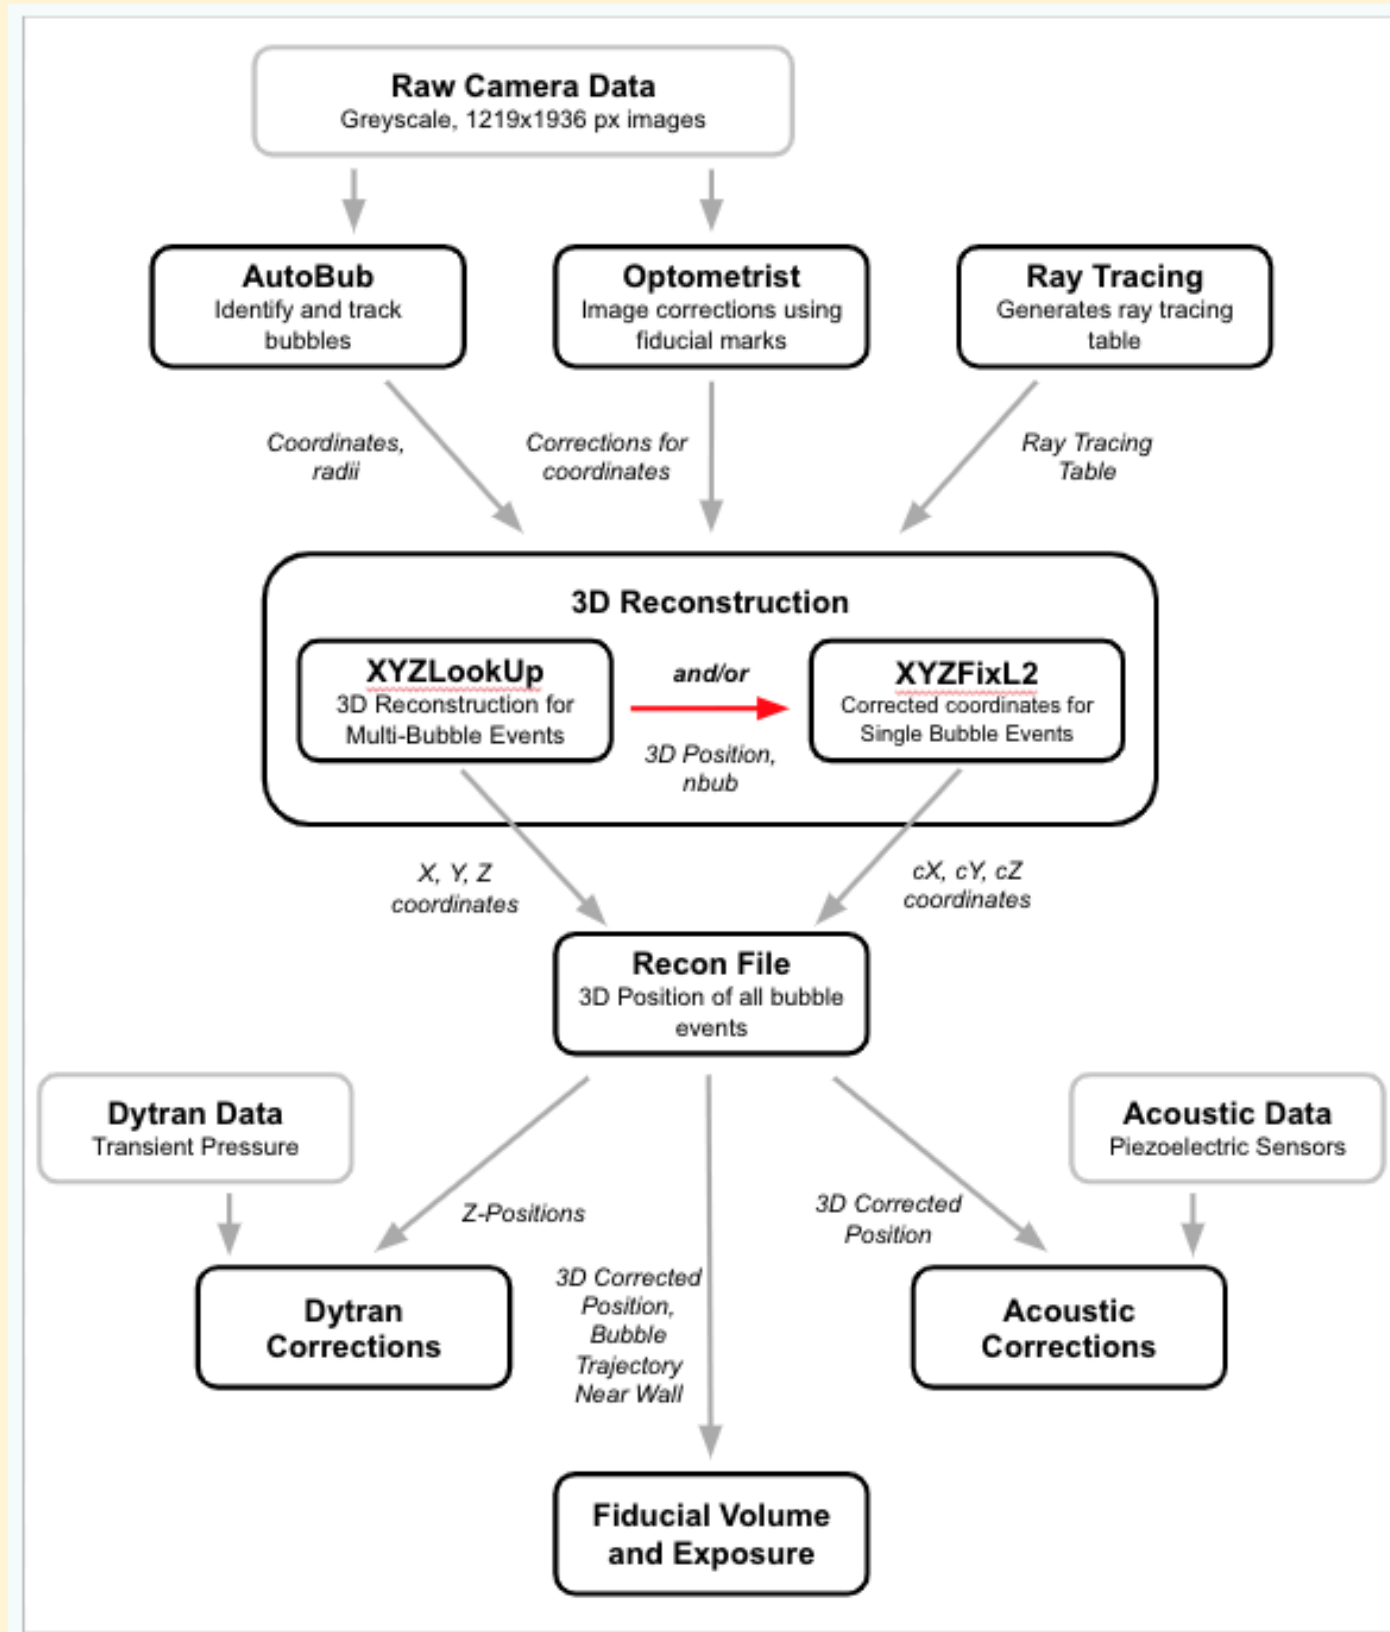 Raw Camera Data
Greyscale, 1219x1936 px images
AutoBub
Identify and track
bubbles
Optometrist
Image corrections using
fiducial marks
Ray Tracing
Generates ray tracing
table
Coordinates,
radii
Corrections for
coordinates
Ray Tracing
Table
3D Reconstruction
XYZLookUp
3D Reconstruction for
Multi-Bubble Events
and/or
3D Position,
nbub
XYZFixL2
Corrected coordinates for
Single Bubble Events
X, Y, Z
coordinates
cX, cY, cZ
coordinates
Recon File
3D Position of all bubble
events
Dytran Data
Transient Pressure
Acoustic Data
Piezoelectric Sensors
Z-Positions
3D Corrected
Position
3D Corrected
Position,
Bubble
Trajectory
Near Wall
Dytran
Corrections
Acoustic
Corrections
Fiducial Volume
and Exposure